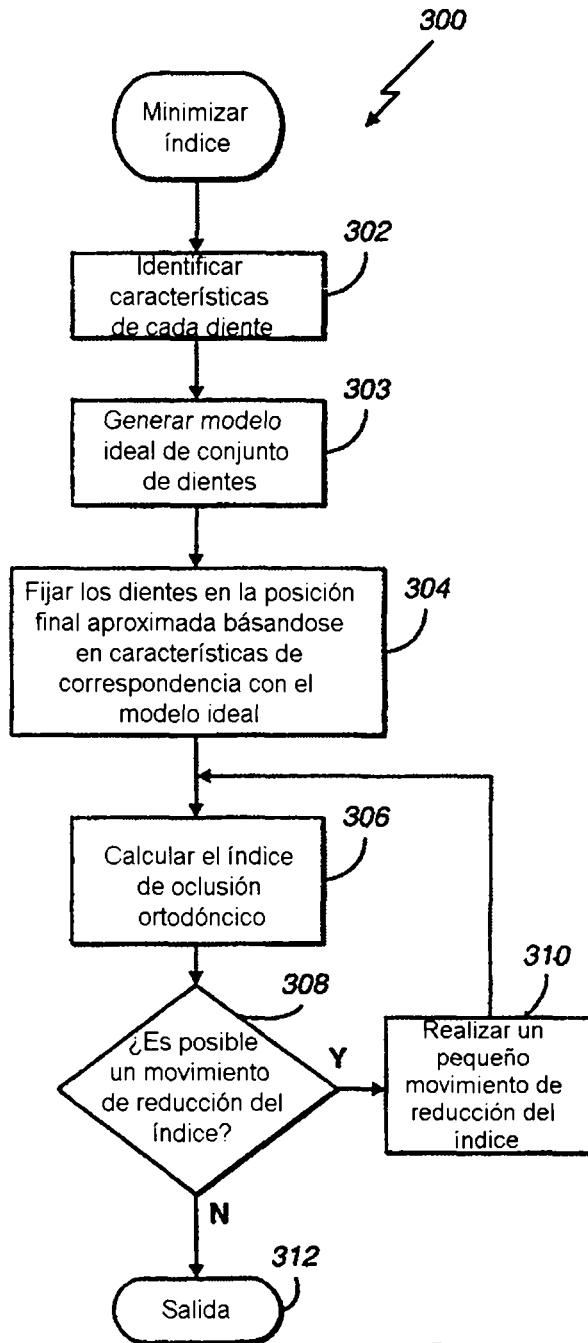 300
Minimizar
índice
302
Identificar
características
de cada diente
303
Generar modelo
ideal de conjunto
de dientes
304
Fijar los dientes en la posición
final aproximada básandose
en características de
correspondencia con el
modelo ideal
306
Calcular el índice
de oclusión
ortodóncico
308
¿Es posible
un movimiento
de reducción del
índice?
Y
310
Realizar un
pequeño
movimiento de
reducción del
índice
N
312
Salida